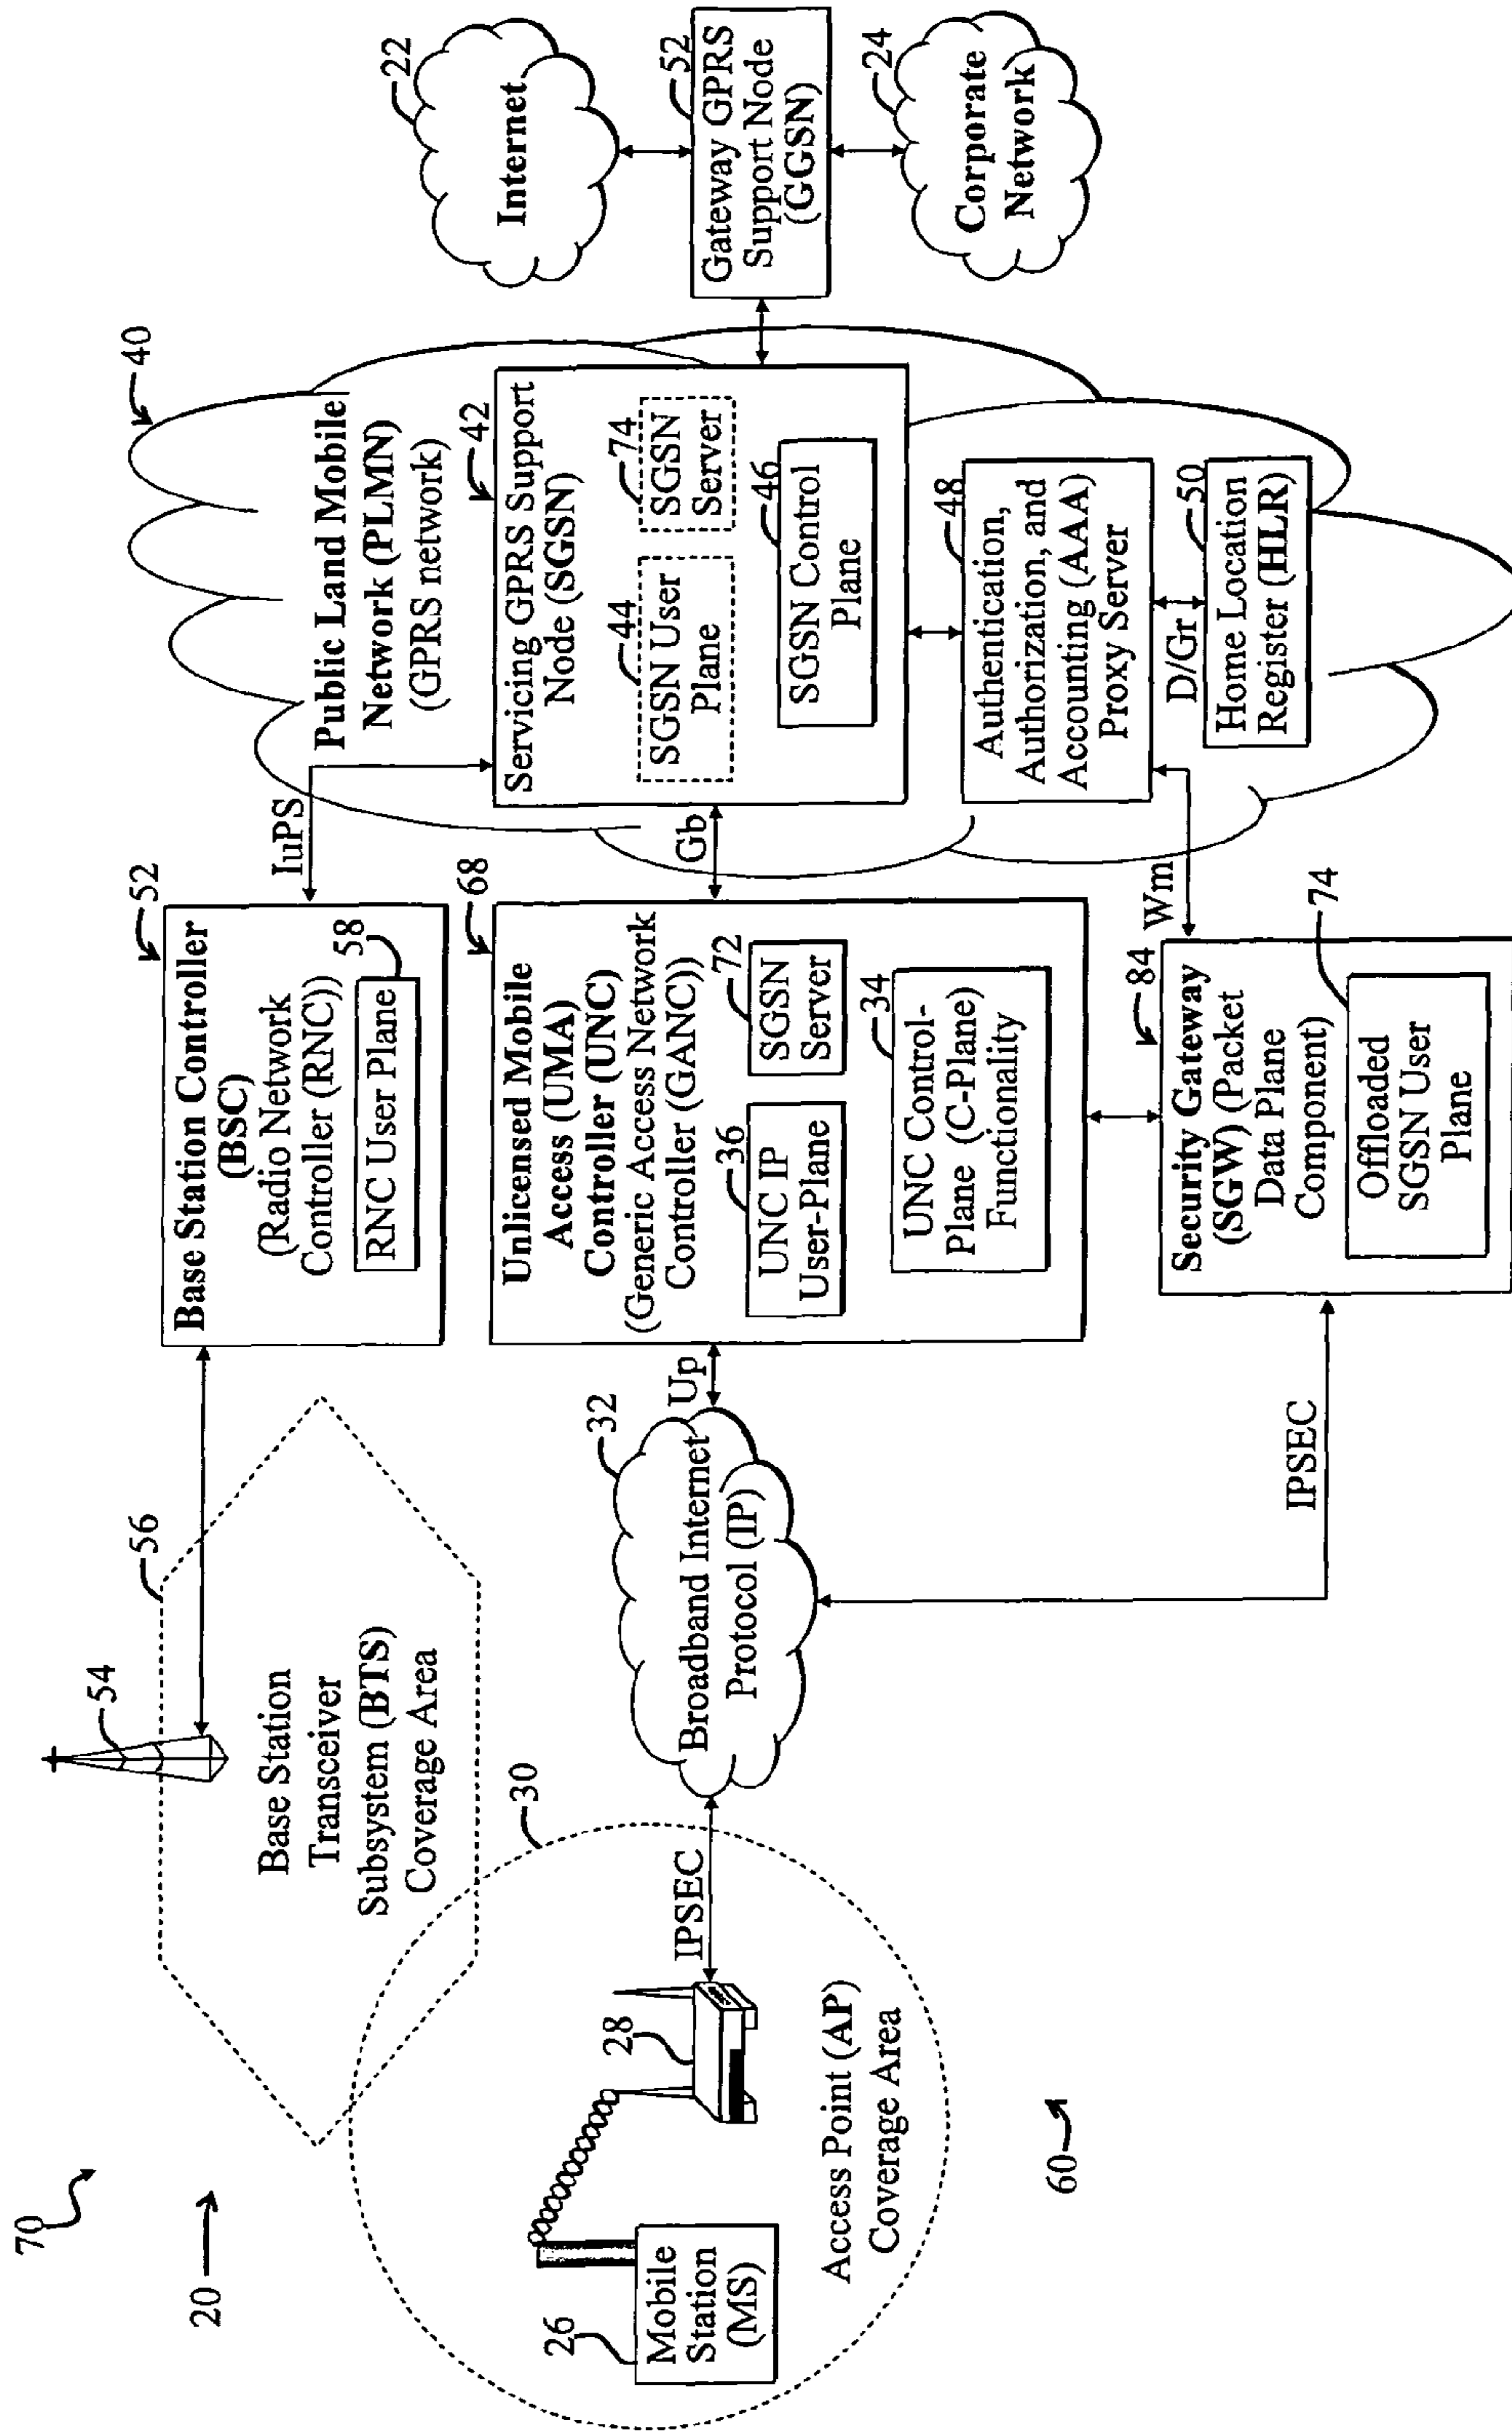 70
20
54
56
Base Station
Transceiver
Subsystem (BTS)
Coverage Area
52
Base Station Controller
(BSC)
(Radio Network
Controller (RNC))
58
RNC User Plane
IuPS
40
Public Land Mobile
Network (PLMN)
(GPRS network)
42
Servicing GPRS Support
Node (SGSN)
44
SGSN User
Plane
74
SGSN
Server
46
SGSN Control
Plane
22
Internet
52
Gateway GPRS
Support Node
(GGSN)
24
Corporate
Network
30
26
Mobile
Station
(MS)
28
Access Point (AP)
Coverage Area
IPSEC
32
Broadband Internet
Protocol (IP)
Up
68
Unlicensed Mobile
Access (UMA)
Controller (UNC)
(Generic Access Network
Controller (GANC))
36
UNC IP
User-Plane
72
SGSN
Server
34
UNC Control-
Plane (C-Plane)
Functionality
Gb
48
Authentication,
Authorization, and
Accounting (AAA)
Proxy Server
D/Gr
50
Home Location
Register (HLR)
Wm
84
Security Gateway
(SGW) (Packet
Data Plane
Component)
74
Offloaded
SGSN User
Plane
IPSEC
60